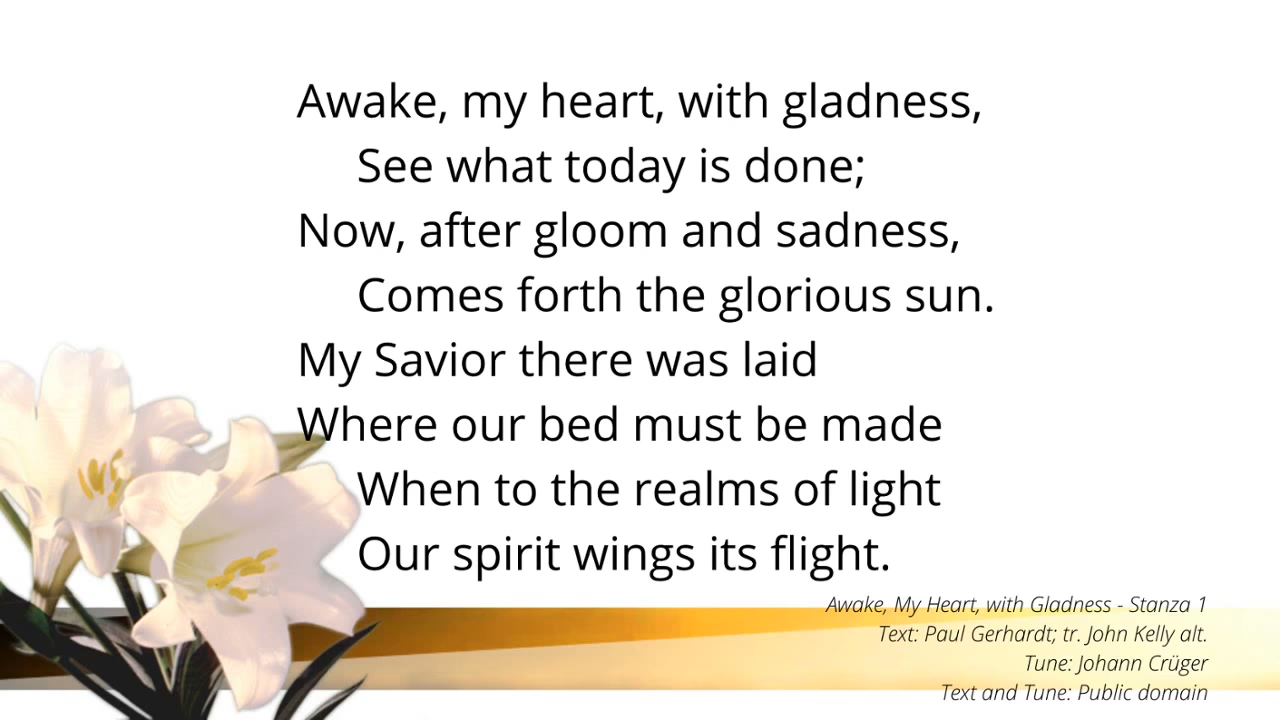 Awake, my heart, with gladness,
See what today is done;
Now, after gloom and sadness,
Comes forth the glorious sun.
My Savior there was laid
Where our bed must be made
When to the realms of light
Our spirit wings its flight.
Awake, My Heart, with Gladness - Stanza 1
Text: Paul Gerhardt; tr. John Kelly alt.
Tune: Johann Crüger
Text and Tune: Public domain